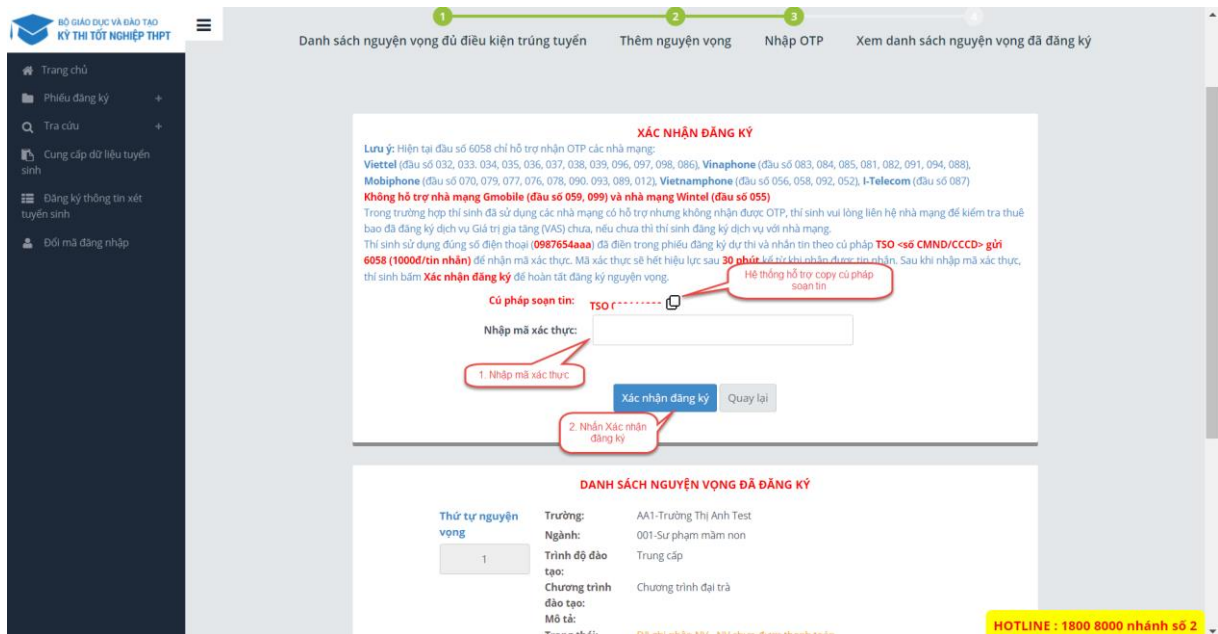 BỘ GIÁO DỤC VÀ ĐÀO TẠO
KỲ THI TỐT NGHIỆP THPT
Trang chủ
Phiếu đăng ký +
Tra cứu +
Cung cấp dữ liệu tuyển
sinh
Đăng ký thông tin xét
tuyển sinh
Đổi mã đăng nhập
1 2 3 4
Danh sách nguyện vọng đủ điều kiện trúng tuyển Thêm nguyện vọng Nhập OTP Xem danh sách nguyện vọng đã đăng ký
XÁC NHẬN ĐĂNG KÝ
Lưu ý: Hiện tại đầu số 6058 chỉ hỗ trợ nhận OTP các nhà mạng:
Viettel (đầu số 032, 033. 034, 035, 036, 037, 038, 039, 096, 097, 098, 086), Vinaphone (đầu số 083, 084, 085, 081, 082, 091, 094, 088),
Mobiphone (đầu số 070, 079, 077, 076, 078, 090. 093, 089, 012), Vietnamphone (đầu số 056, 058, 092, 052), I-Telecom (đầu số 087)
Không hỗ trợ nhà mạng Gmobile (đầu số 059, 099) và nhà mạng Wintel (đầu số 055)
Trong trường hợp thí sinh đã sử dụng các nhà mạng có hỗ trợ nhưng không nhận được OTP, thí sinh vui lòng liên hệ nhà mạng để kiểm tra thuê
bao đã đăng ký dịch vụ Giá trị gia tăng (VAS) chưa, nếu chưa thì thí sinh đăng ký dịch vụ với nhà mạng.
Thí sinh sử dụng đúng số điện thoại (0987654aaa) đã điền trong phiếu đăng ký dự thi và nhắn tin theo cú pháp TSO <số CMND/CCCD> gửi
6058 (1000đ/tin nhắn) để nhận mã xác thực. Mã xác thực sẽ hết hiệu lực sau 30 phút kể từ khi nhận được tin nhắn. Sau khi nhập mã xác thực,
thí sinh bấm Xác nhận đăng ký để hoàn tất đăng ký nguyện vọng.
Hệ thống hỗ trợ copy cú pháp
soạn tin
Cú pháp soạn tin: TSO
Nhập mã xác thực:
1. Nhập mã xác thực
Xác nhận đăng ký Quay lại
2. Nhấn Xác nhận
đăng ký
DANH SÁCH NGUYỆN VỌNG ĐÃ ĐĂNG KÝ
Thứ tự nguyện
vọng
1
Trường: AA1-Trường Thị Anh Test
Ngành: 001-Sư phạm mầm non
Trình độ đào
tạo: Trung cấp
Chương trình
đào tạo: Chương trình đại trà
Mô tả:
HOTLINE : 1800 8000 nhánh số 2